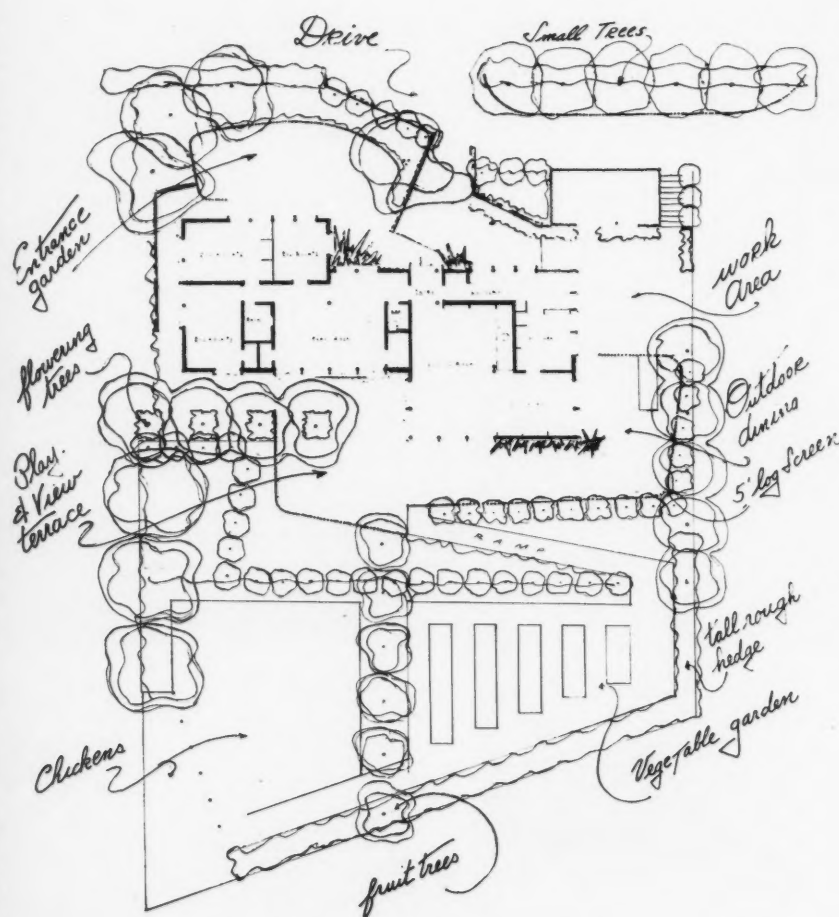 Drive
Small Trees
Entrance
garden
work
Area
flowering
trees
Outdoor
dining
Play.
& View
terrace
5' log Screen
RAMP
tall rough
hedge
Chickens
Vegetable garden
fruit trees